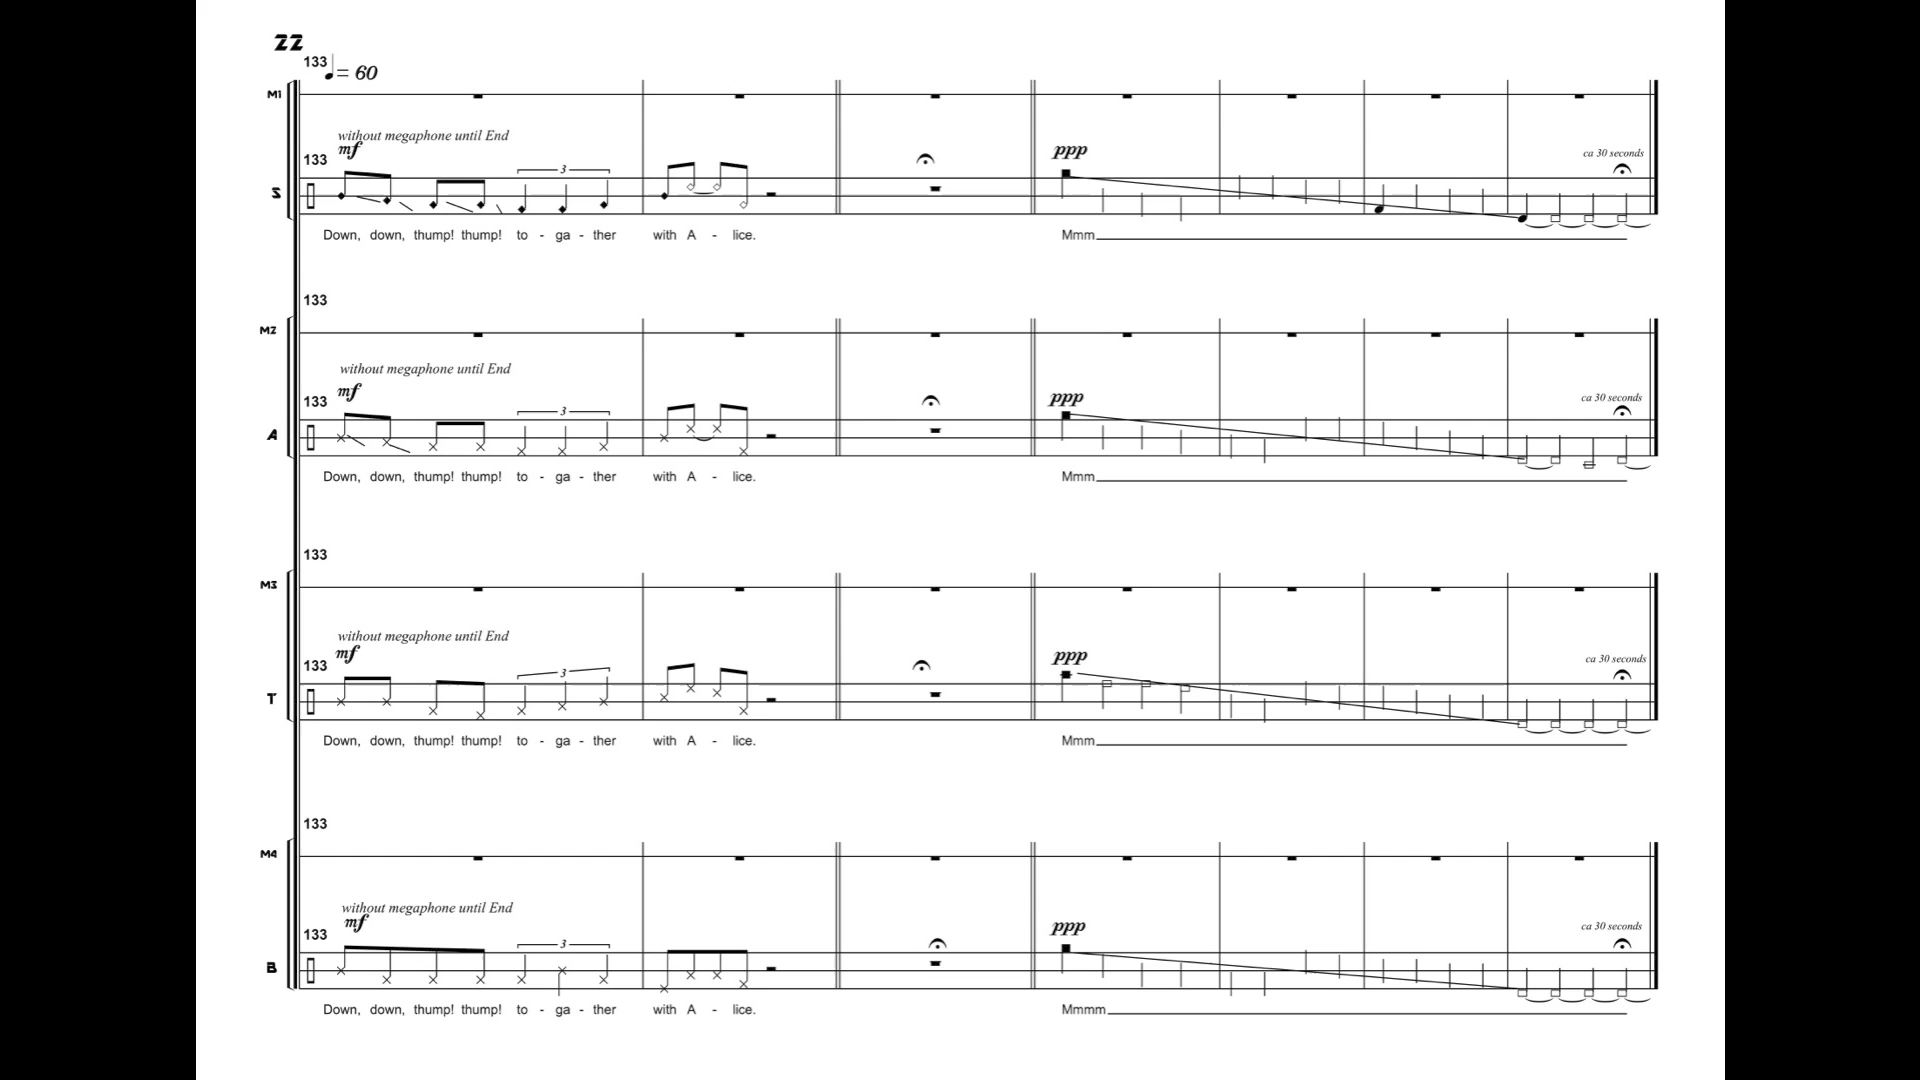 22
133 = 60
M1
without megaphone until End
mf
133 ppp ca 30 seconds
3
S
Down, down, thump! thump! to - ga - ther with A - lice. Mmm
133
M2
without megaphone until End
mf ppp ca 30 seconds
133
3
A
Down, down, thump! thump! to - ga - ther with A - lice. Mmm
133
M3
without megaphone until End
mf ppp ca 30 seconds
133
3
T
Down, down, thump! thump! to - ga - ther with A - lice. Mmm
133
M4
without megaphone until End
mf ppp ca 30 seconds
133
3
B
Down, down, thump! thump! to - ga - ther with A - lice. Mmmm